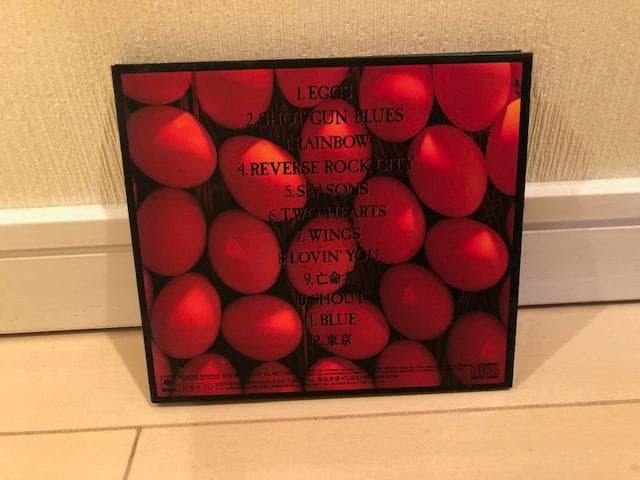 1. EGGS
2. SHOT GUN BLUES
3. RAINBOW
4. REVERSE ROCK CITY
5. SEASONS
6. TWO HEARTS
7. WINGS
8. LOVIN' YOU
9. 亡命者
10. SHOUT
11. BLUE
12. 東京